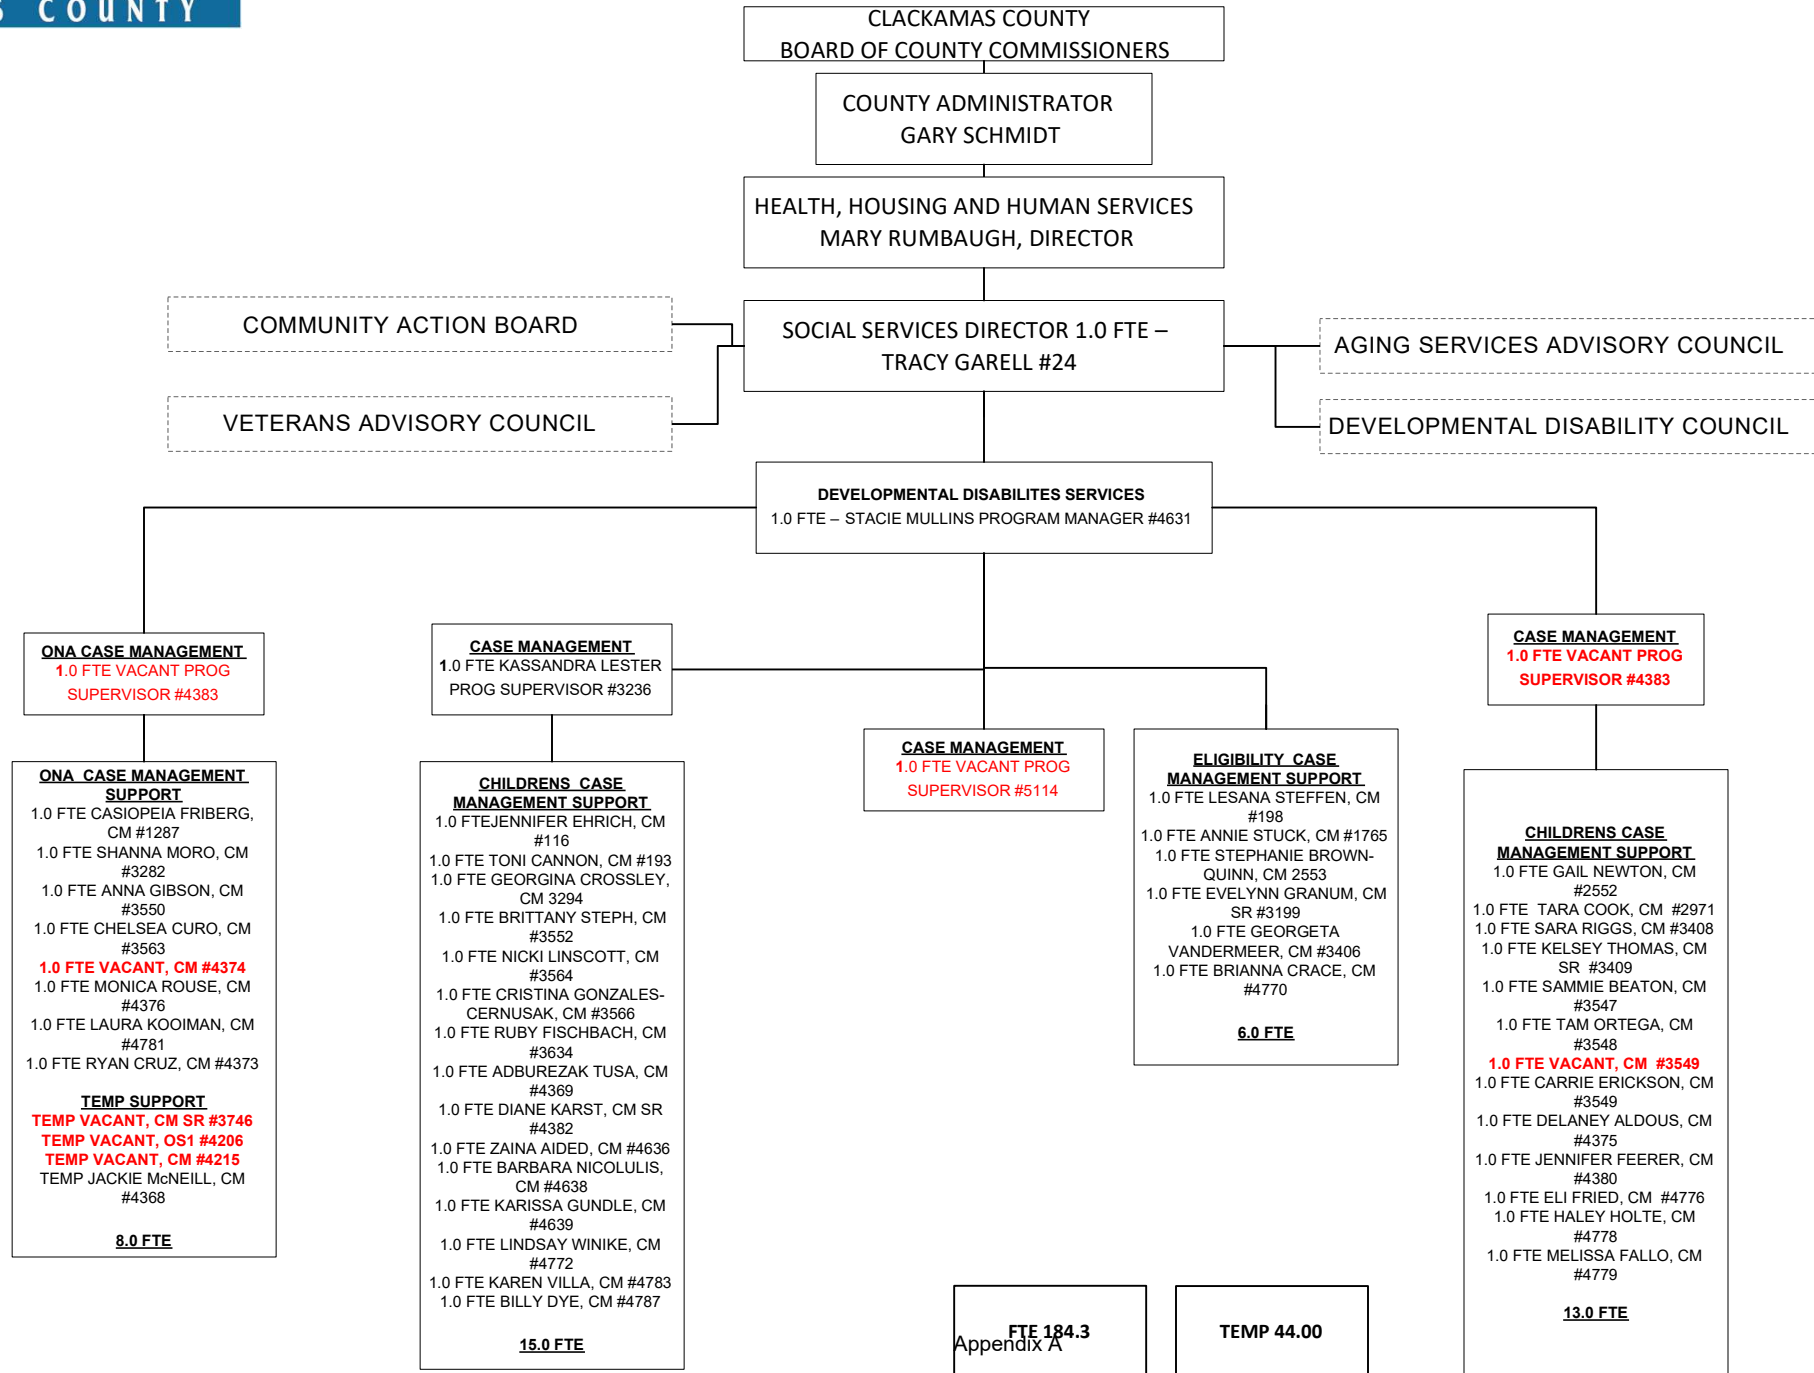 S COUNTY
CLACKAMAS COUNTY
BOARD OF COUNTY COMMISSIONERS
COUNTY ADMINISTRATOR
GARY SCHMIDT
HEALTH, HOUSING AND HUMAN SERVICES
MARY RUMBAUGH, DIRECTOR
COMMUNITY ACTION BOARD
SOCIAL SERVICES DIRECTOR 1.0 FTE –
TRACY GARELL #24
AGING SERVICES ADVISORY COUNCIL
VETERANS ADVISORY COUNCIL
DEVELOPMENTAL DISABILITY COUNCIL
DEVELOPMENTAL DISABILITES SERVICES
1.0 FTE – STACIE MULLINS PROGRAM MANAGER #4631
ONA CASE MANAGEMENT
1.0 FTE VACANT PROG
SUPERVISOR #4383
CASE MANAGEMENT
1.0 FTE KASSANDRA LESTER
PROG SUPERVISOR #3236
CASE MANAGEMENT
1.0 FTE VACANT PROG
SUPERVISOR #5114
CASE MANAGEMENT
1.0 FTE VACANT PROG
SUPERVISOR #4383
ONA  CASE MANAGEMENT
SUPPORT
1.0 FTE CASIOPEIA FRIBERG,
CM #1287
1.0 FTE SHANNA MORO, CM
#3282
1.0 FTE ANNA GIBSON, CM
#3550
1.0 FTE CHELSEA CURO, CM
#3563
1.0 FTE VACANT, CM #4374
1.0 FTE MONICA ROUSE, CM
#4376
1.0 FTE LAURA KOOIMAN, CM
#4781
1.0 FTE RYAN CRUZ, CM #4373
TEMP SUPPORT
TEMP VACANT, CM SR #3746
TEMP VACANT, OS1 #4206
TEMP VACANT, CM #4215
TEMP JACKIE McNEILL, CM
#4368
8.0 FTE
CHILDRENS  CASE
MANAGEMENT SUPPORT
1.0 FTEJENNIFER EHRICH, CM
#116
1.0 FTE TONI CANNON, CM #193
1.0 FTE GEORGINA CROSSLEY,
CM 3294
1.0 FTE BRITTANY STEPH, CM
#3552
1.0 FTE NICKI LINSCOTT, CM
#3564
1.0 FTE CRISTINA GONZALES-
CERNUSAK, CM #3566
1.0 FTE RUBY FISCHBACH, CM
#3634
1.0 FTE ADBUREZAK TUSA, CM
#4369
1.0 FTE DIANE KARST, CM SR
#4382
1.0 FTE ZAINA AIDED, CM #4636
1.0 FTE BARBARA NICOLULIS,
CM #4638
1.0 FTE KARISSA GUNDLE, CM
#4639
1.0 FTE LINDSAY WINIKE, CM
#4772
1.0 FTE KAREN VILLA, CM #4783
1.0 FTE BILLY DYE, CM #4787
15.0 FTE
ELIGIBILITY  CASE
MANAGEMENT SUPPORT
1.0 FTE LESANA STEFFEN, CM
#198
1.0 FTE ANNIE STUCK, CM #1765
1.0 FTE STEPHANIE BROWN-
QUINN, CM 2553
1.0 FTE EVELYNN GRANUM, CM
SR #3199
1.0 FTE GEORGETA
VANDERMEER, CM #3406
1.0 FTE BRIANNA CRACE, CM
#4770
6.0 FTE
CHILDRENS CASE
MANAGEMENT SUPPORT
1.0 FTE GAIL NEWTON, CM
#2552
1.0 FTE  TARA COOK, CM  #2971
1.0 FTE SARA RIGGS, CM #3408
1.0 FTE KELSEY THOMAS, CM
SR  #3409
1.0 FTE SAMMIE BEATON, CM
#3547
1.0 FTE TAM ORTEGA, CM
#3548
1.0 FTE VACANT, CM  #3549
1.0 FTE CARRIE ERICKSON, CM
#3549
1.0 FTE DELANEY ALDOUS, CM
#4375
1.0 FTE JENNIFER FEERER, CM
#4380
1.0 FTE ELI FRIED, CM  #4776
1.0 FTE HALEY HOLTE, CM
#4778
1.0 FTE MELISSA FALLO, CM
#4779
13.0 FTE
FTE 184.3
TEMP 44.00
Appendix A